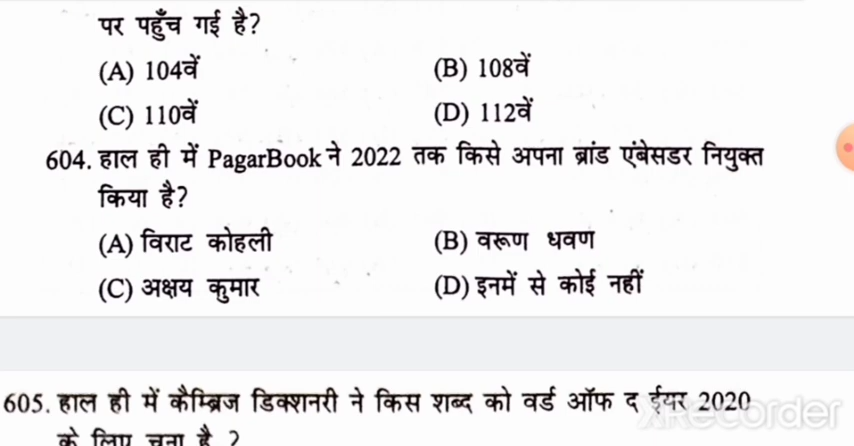 पर पहुँच गई है?
(A) 104वें (B) 108वें
(C) 110वें (D) 112वें
604. हाल ही में PagarBook ने 2022 तक किसे अपना ब्रांड एंबेसडर नियुक्त
किया है?
(A) विराट कोहली (B) वरूण धवण
(C) अक्षय कुमार (D) इनमें से कोई नहीं
605. हाल ही में कैम्ब्रिज डिक्शनरी ने किस शब्द को वर्ड ऑफ द ईयर 2020
के लिए चुना है ?
XRecorder